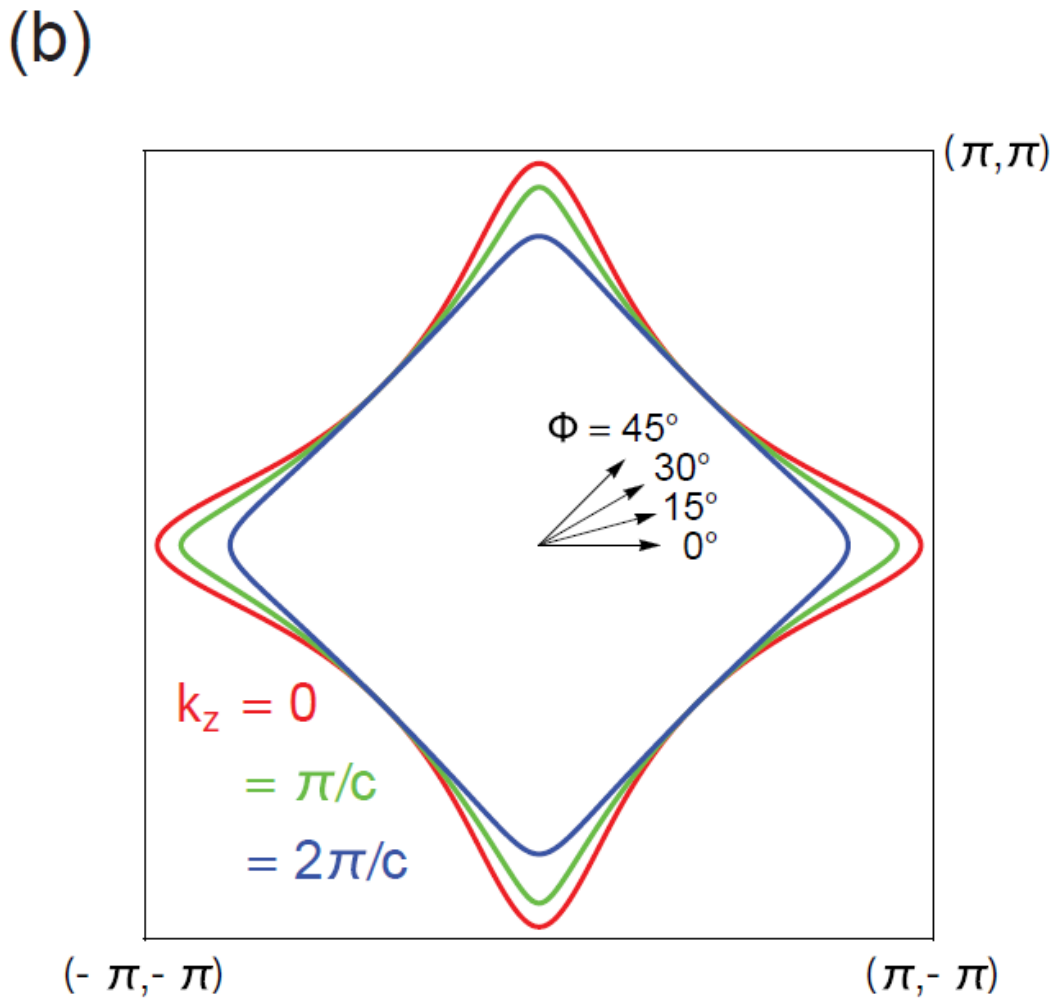 (b)
(π,π)
Φ = 45°
30°
15°
0°
k_z = 0
= π/c
= 2π/c
(- π,- π)
(π,- π)